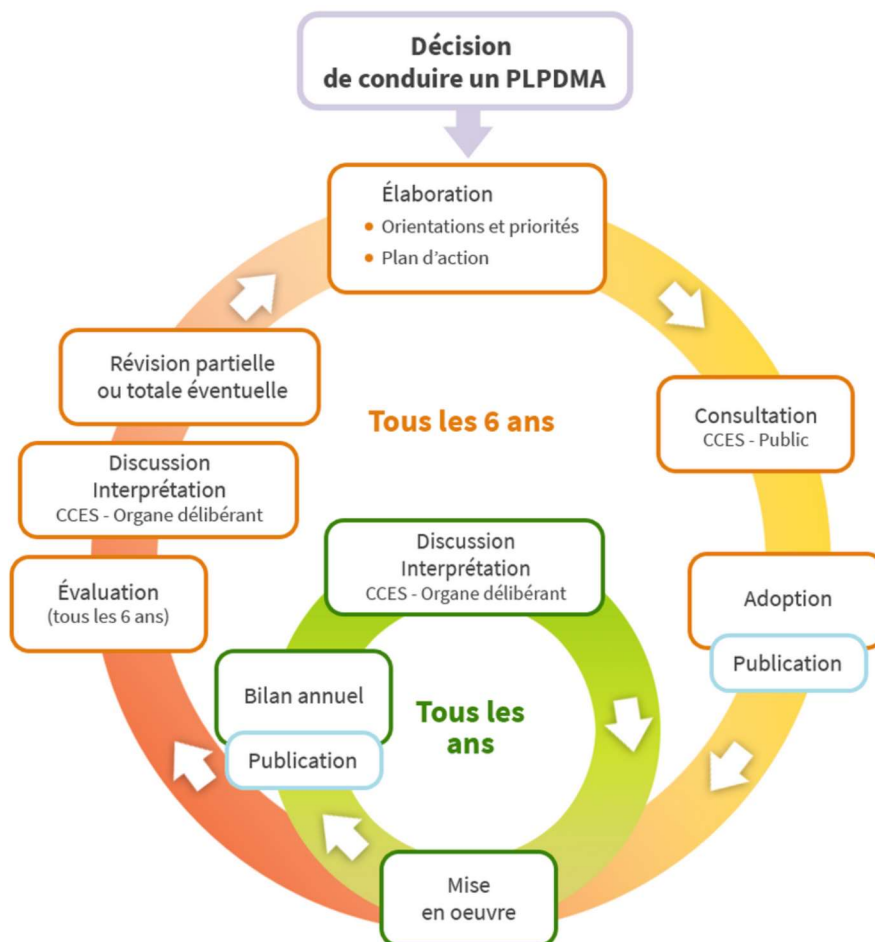 Décision
de conduire un PLPDMA
Élaboration
• Orientations et priorités
• Plan d’action
Consultation
CCES - Public
Adoption
Publication
Mise
en oeuvre
Évaluation
(tous les 6 ans)
Discussion
Interprétation
CCES - Organe délibérant
Révision partielle
ou totale éventuelle
Tous les 6 ans
Discussion
Interprétation
CCES - Organe délibérant
Bilan annuel
Publication
Tous les
ans